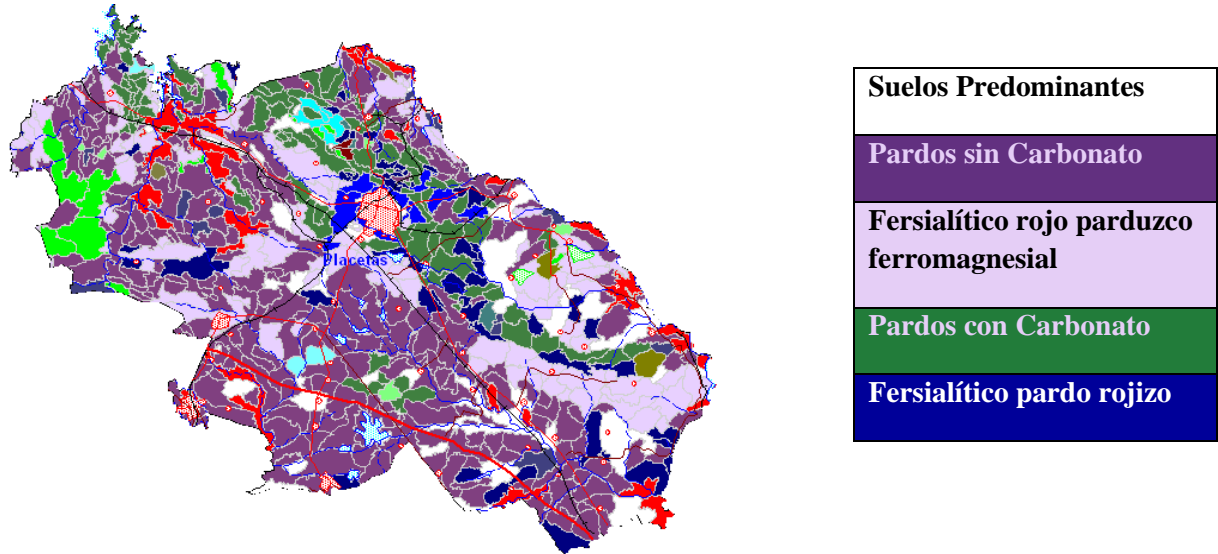 Suelos Predominantes
Pardos sin Carbonato
Fersialítico rojo parduzco
ferromagnesial
Placetas
Pardos con Carbonato
Fersialítico pardo rojizo